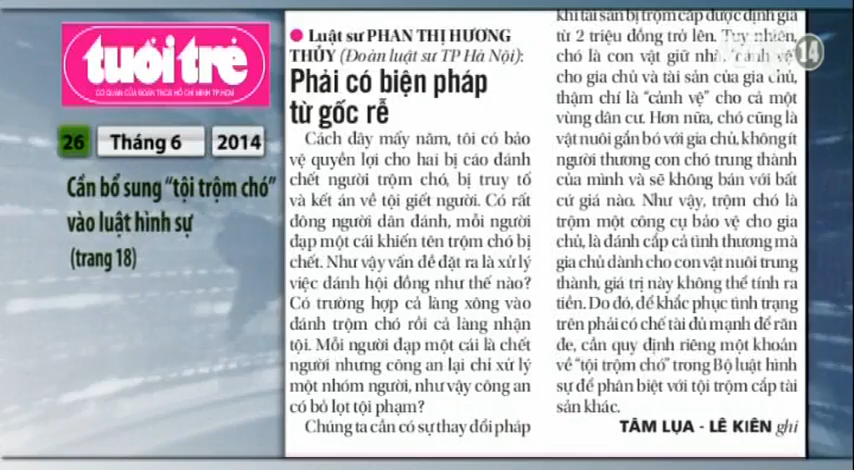 tuổi trẻ
CƠ QUAN CỦA ĐOÀN TNCS HỒ CHÍ MINH TP.HCM
26 Tháng 6 2014
Cần bổ sung “tội trộm chó”
vào luật hình sự
(trang 18)
Luật sư PHAN THỊ HƯƠNG
THỦY (Đoàn luật sư TP Hà Nội):
Phải có biện pháp
từ gốc rễ
Cách đây mấy năm, tôi có bảo
vệ quyền lợi cho hai bị cáo đánh
chết người trộm chó, bị truy tố
và kết án về tội giết người. Có rất
đông người dân đánh, mỗi người
đạp một cái khiến tên trộm chó bị
chết. Như vậy vấn đề đặt ra là xử lý
việc đánh hội đồng như thế nào?
Có trường hợp cả làng xông vào
đánh trộm chó rồi cả làng nhận
tội. Mỗi người đạp một cái là chết
người nhưng công an lại chỉ xử lý
một nhóm người, như vậy công an
có bỏ lọt tội phạm?
Chúng ta cần có sự thay đổi pháp
khi tài sản bị trộm cắp được định giá
từ 2 triệu đồng trở lên. Tuy nhiên,
chó là con vật giữ nhà, “cảnh vệ”
cho gia chủ và tài sản của gia chủ,
thậm chí là “cảnh vệ” cho cả một
vùng dân cư. Hơn nữa, chó cũng là
vật nuôi gắn bó với gia chủ, không ít
người thương con chó trung thành
của mình và sẽ không bán với bất
cứ giá nào. Như vậy, trộm chó là
trộm một công cụ bảo vệ cho gia
chủ, là đánh cắp cả tình thương mà
gia chủ dành cho con vật nuôi trung
thành, giá trị này không thể tính ra
tiền. Do đó, để khắc phục tình trạng
trên phải có chế tài đủ mạnh để răn
đe, cần quy định riêng một khoản
về “tội trộm chó” trong Bộ luật hình
sự để phân biệt với tội trộm cắp tài
sản khác.
TÂM LỤA - LÊ KIÊN ghi
14